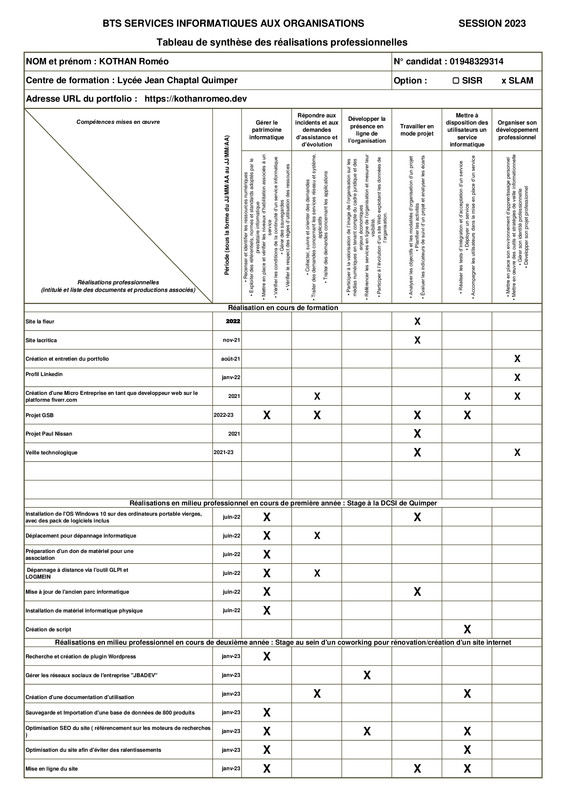 BTS SERVICES INFORMATIQUES AUX ORGANISATIONS SESSION 2023
Tableau de synthèse des réalisations professionnelles
NOM et prénom : KOTHAN Roméo N° candidat : 01948329314
Centre de formation : Lycée Jean Chaptal Quimper Option : ☐ SISR x SLAM
Adresse URL du portfolio : https://kothanromeo.dev
Compétences mises en œuvre
Réalisations professionnelles
(intitulé et liste des documents et productions associées)
Période (sous la forme du JJ/MM/AA au JJ/MM/AA)
Gérer le
patrimoine
informatique
Répondre aux
incidents et aux
demandes
d'assistance et
d'évolution
Développer la
présence en
ligne de
l'organisation
Travailler en
mode projet
Mettre à
disposition des
utilisateurs un
service
informatique
Organiser son
développement
professionnel
• Recenser et identifier les ressources numériques
• Exploiter des référentiels, normes et standards adoptés par le
prestataire informatique
• Mettre en place et vérifier les niveaux d'habilitation associés à un
service
• Vérifier les conditions de la continuité d'un service informatique
• Gérer des sauvegardes
• Vérifier le respect des règles d'utilisation des ressources
• Collecter, suivre et orienter des demandes
• Traiter des demandes concernant les services réseau et système,
applicatifs
• Traiter des demandes concernant les applications
• Participer à la valorisation de l'image de l'organisation sur les
médias numériques en tenant compte du cadre juridique et des
enjeux économiques
• Référencer les services en ligne de l'organisation et mesurer leur
visibilité.
• Participer à l'évolution d'un site Web exploitant les données de
l'organisation.
• Analyser les objectifs et les modalités d'organisation d'un projet
• Planifier les activités
• Évaluer les indicateurs de suivi d'un projet et analyser les écarts
• Réaliser les tests d'intégration et d'acceptation d'un service
• Déployer un service
• Accompagner les utilisateurs dans la mise en place d'un service
• Mettre en place son environnement d'apprentissage personnel
• Mettre en œuvre des outils et stratégies de veille informationnelle
• Gérer son identité professionnelle
• Développer son projet professionnel
Réalisation en cours de formation
Site la fleur 2022 X
Site lacritica nov-21 X
Création et entretien du portfolio août-21 X
Profil Linkedin janv-22 X
Création d'une Micro Entreprise en tant que developpeur web sur le
platforme fiverr.com 2021 X X X
Projet GSB 2022-23 X X X X
Projet Paul Nissan 2021 X
Veille technologique 2021-23 X X
Réalisations en milieu professionnel en cours de première année : Stage à la DCSI de Quimper
Installation de l'OS Windows 10 sur des ordinateurs portable vierges,
avec des pack de logiciels inclus juin-22 X X
Déplacement pour dépannage informatique juin-22 X X
Préparation d'un don de matériel pour une
association juin-22 X
Dépannage à distance via l'outil GLPI et
LOGMEIN juin-22 X X
Mise à jour de l'ancien parc informatique juin-22 X X
Installation de matériel informatique physique juin-22 X
Création de script X
Réalisations en milieu professionnel en cours de deuxième année : Stage au sein d'un coworking pour rénovation/création d'un site internet
Recherche et création de plugin Wordpress janv-23 X
Gérer les réseaux sociaux de l'entreprise "JBADEV" janv-23 X
Création d'une documentation d'utilisation janv-23 X X
Sauvegarde et Importation d'une base de données de 800 produits janv-23 X
Optimisation SEO du site ( référencement sur les moteurs de recherches
) janv-23 X X X
Optimisation du site afin d'éviter des ralentissements janv-23 X X
Mise en ligne du site janv-23 X X X